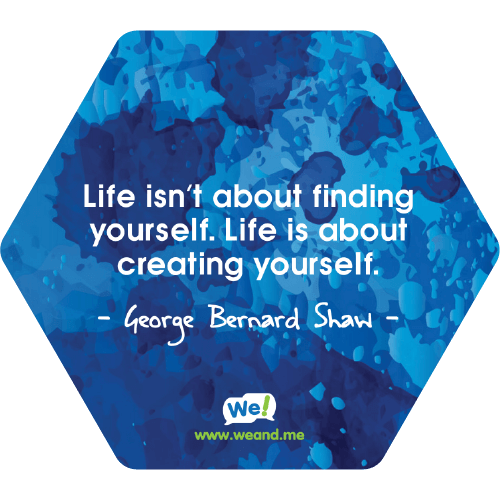 Life isn't about finding
yourself. Life is about
creating yourself.
- George Bernard Shaw -
We!
www.weand.me